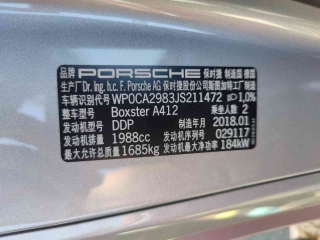 品牌 PORSCHE 保时捷 制造国 德国
生产厂名 Dr. Ing. h.c. F. Porsche AG 保时捷股份公司斯图加特工厂制造
车辆识别代号 WP0CA2983JS211472 1,0%
整车型号 Boxster A412 乘坐人数 2
发动机型号 DDP 制造年月 2018.01
发动机排量 1988cc 发动机序列号 029117
最大允许总质量 1685kg 发动机最大净功率 184kW